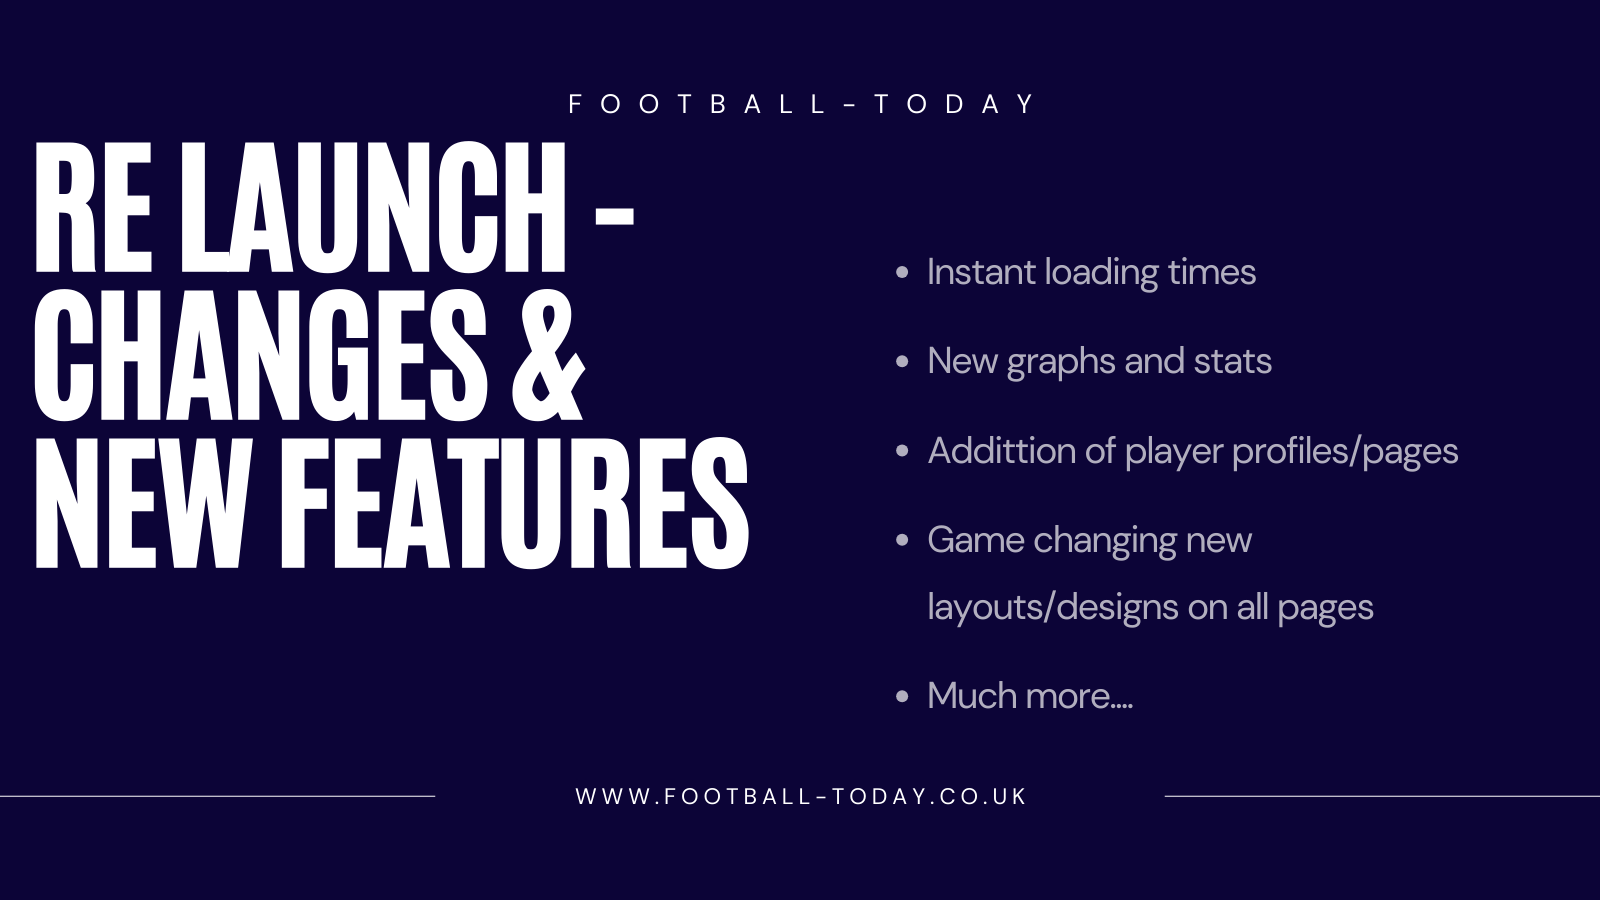 FOOTBALL-TODAY
RE LAUNCH -
CHANGES &
NEW FEATURES
• Instant loading times
• New graphs and stats
• Addittion of player profiles/pages
• Game changing new
layouts/designs on all pages
• Much more....
WWW.FOOTBALL-TODAY.CO.UK